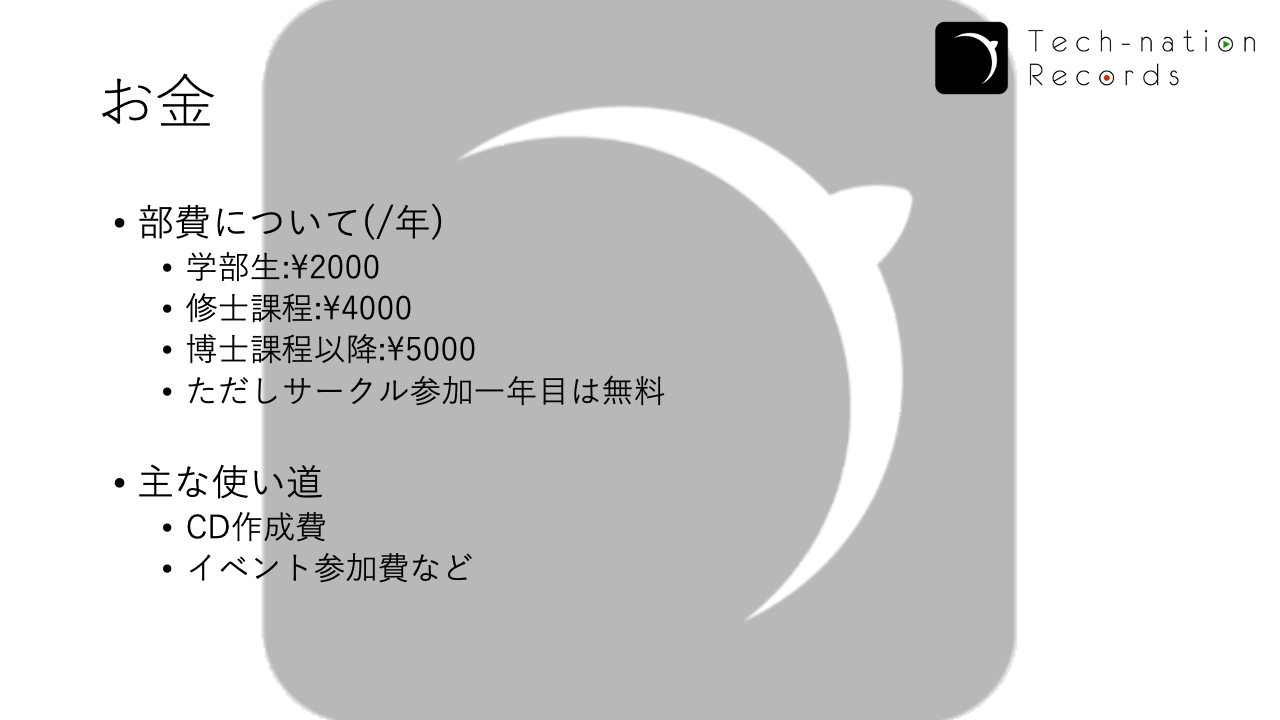 Tech-nation
Records
お金
• 部費について(/年)
• 学部生:¥2000
• 修士課程:¥4000
• 博士課程以降:¥5000
• ただしサークル参加一年目は無料
• 主な使い道
• CD作成費
• イベント参加費など